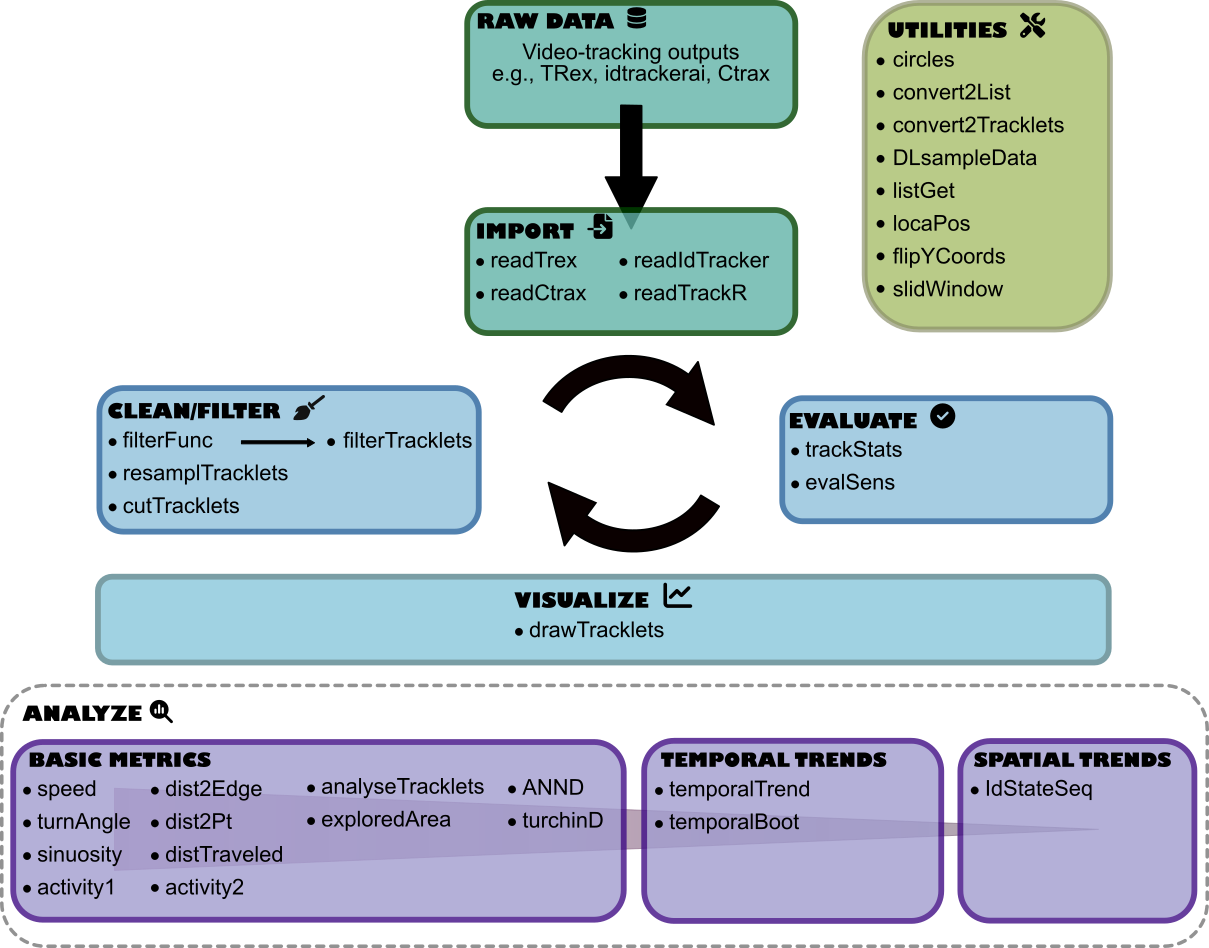 RAW DATA
Video-tracking outputs
e.g., TRex, idtrackerai, Ctrax
UTILITIES
• circles
• convert2List
• convert2Tracklets
• DLsampleData
• listGet
• locaPos
• flipYCoords
• slidWindow
IMPORT
• readTrex • readIdTracker
• readCtrax • readTrackR
CLEAN/FILTER
• filterFunc • filterTracklets
• resamplTracklets
• cutTracklets
EVALUATE
• trackStats
• evalSens
VISUALIZE
• drawTracklets
ANALYZE
BASIC METRICS
• speed • dist2Edge • analyseTracklets • ANND
• turnAngle • dist2Pt • exploredArea • turchinD
• sinuosity • distTraveled
• activity1 • activity2
TEMPORAL TRENDS
• temporalTrend
• temporalBoot
SPATIAL TRENDS
• IdStateSeq